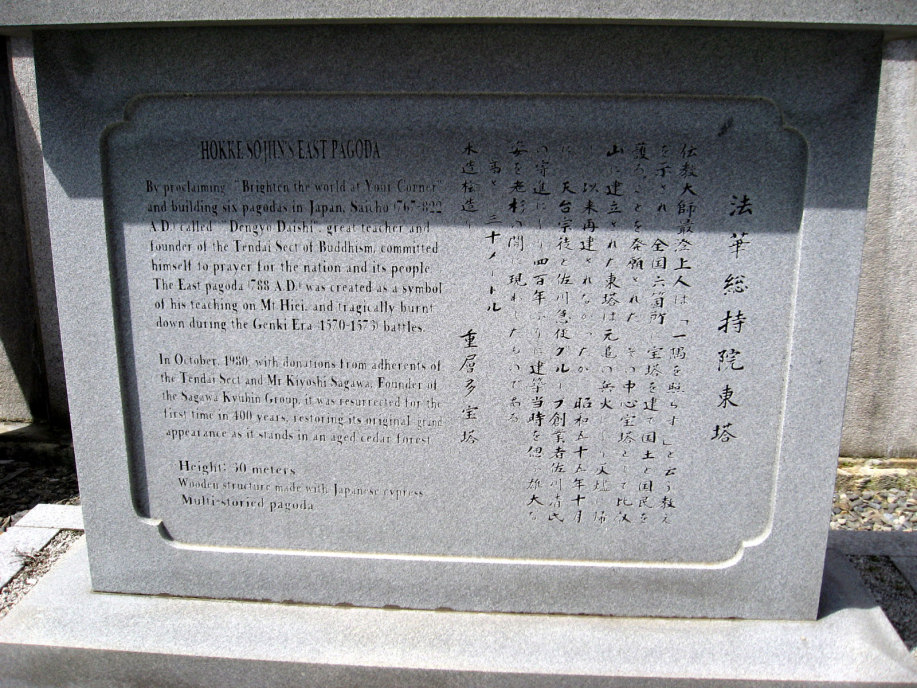 HOKKE SOJIIN'S EAST PAGODA
By proclaiming "Brighten the world at Your Corner"
and building six pagodas in Japan, Saicho (767-822
A.D.) called "Dengyo Daishi", great teacher and
founder of the Tendai Sect of Buddhism, committed
himself to prayer for the nation and its people.
The East pagoda (788 A.D.) was created as a symbol
of his teaching on Mt Hiei, and tragically burnt
down during the Genki Era (1570-1573) battles.
In October, 1980, with donations from adherents of
the Tendai Sect and Mr Kiyoshi Sagawa, Founder of
the Sagawa Kyubin Group, it was resurrected for the
first time in 400 years, restoring its original grand
appearance as it stands in an aged cedar forest.
Height: 30 meters
Wooden structure made with Japanese cypress
Multi-storied pagoda
法華総持院東塔
伝教大師最澄上人は「一隅を照らす」と云う教え
を示され 全国六箇所に宝塔を建て国土と国民を
護ることを発願された その中心宝塔として比叡
山に建立された東塔は元亀の兵火により灰燼に帰
し以来再建されなかったが 昭和五十五年十月
に 天台宗徒と佐川急便グループ創業者佐川清氏
の寄進により四百年ぶりに建築当時を偲ぶ雄大な
姿を老杉の間に現わしたものである
高さ 三十メートル
木造檜造り 重層多宝塔